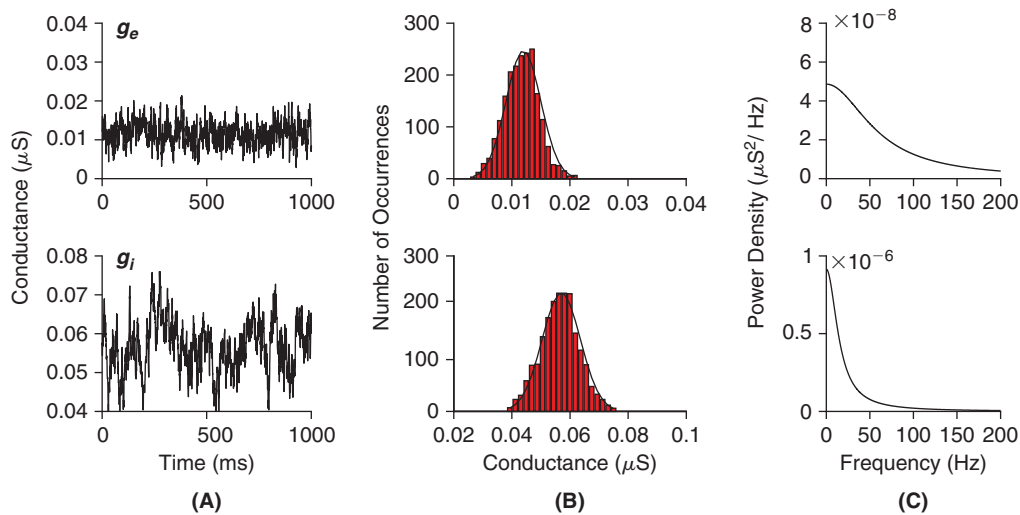 0.04
g_e
0.03
0.02
0.01
0
0 500 1000
0.08
g_i
0.07
0.06
0.05
0.04
0 500 1000
Conductance (μS)
Time (ms)
(A)
300
200
100
0
0 0.01 0.02 0.03 0.04
300
200
100
0
0.02 0.04 0.06 0.08 0.1
Number of Occurrences
Conductance (μS)
(B)
8 ×10⁻⁸
6
4
2
0
0 50 100 150 200
1 ×10⁻⁶
0.5
0
0 50 100 150 200
Power Density (μS²/ Hz)
Frequency (Hz)
(C)